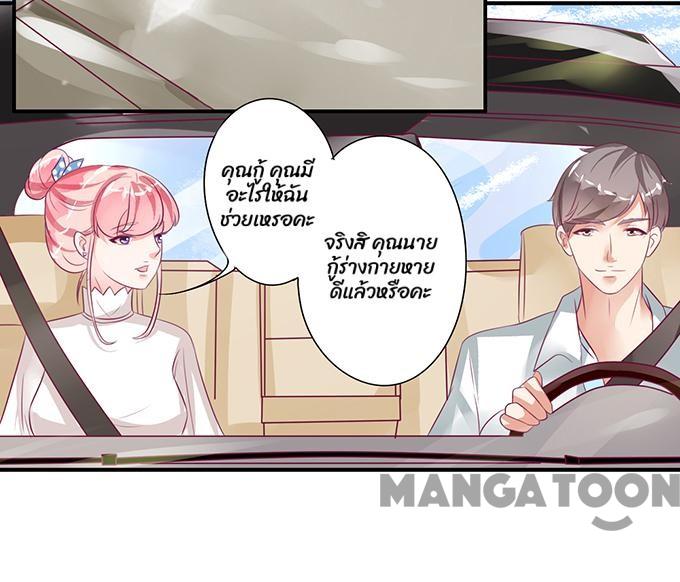 คุณกู้ คุณมี
อะไรให้ฉัน
ช่วยเหรอคะ
จริงสิ คุณนาย
กู้ร่างกายหาย
ดีแล้วหรือคะ
MANGATOON